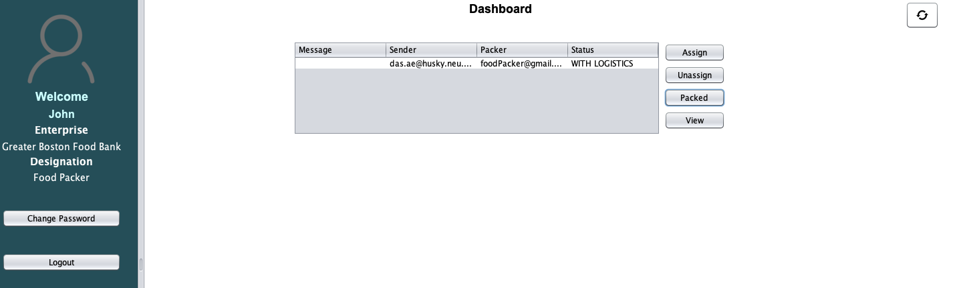 Dashboard
Welcome
John
Enterprise
Greater Boston Food Bank
Designation
Food Packer
Change Password
Logout
Message Sender Packer Status
das.ae@husky.neu.... foodPacker@gmail.... WITH LOGISTICS
Assign
Unassign
Packed
View